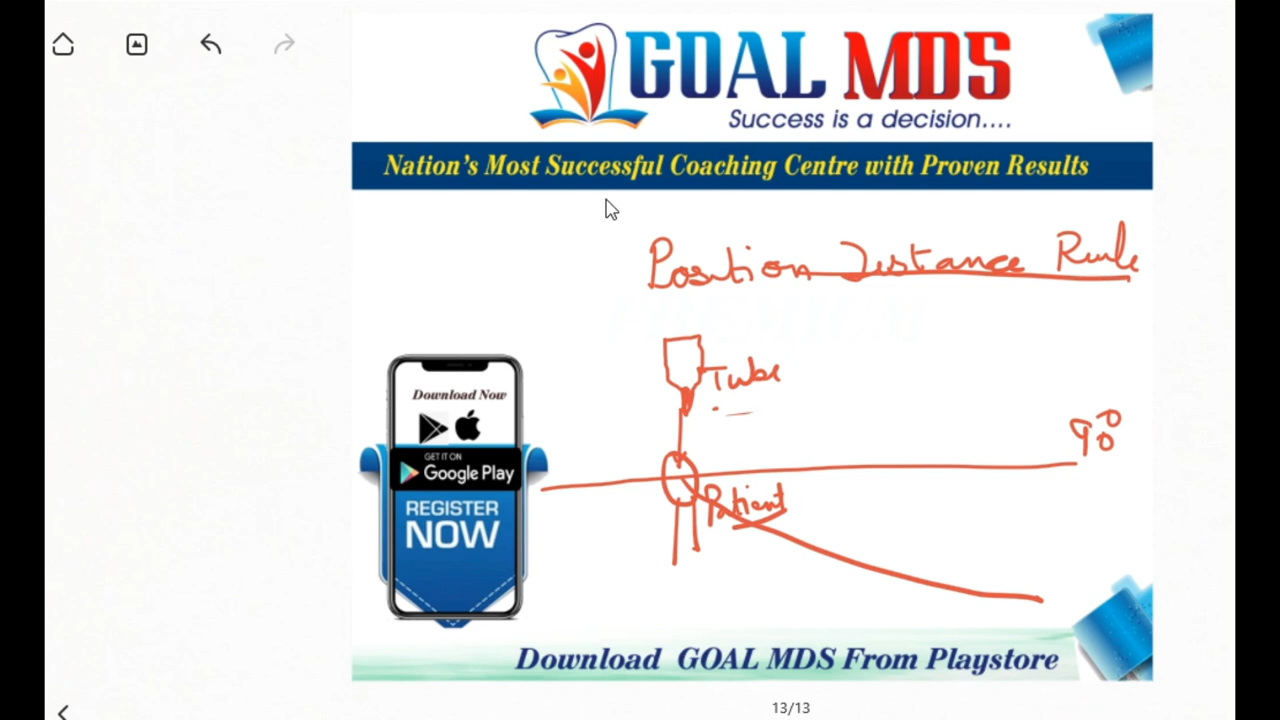 GOAL MDS
Success is a decision....
Nation's Most Successful Coaching Centre with Proven Results
Position Distance Rule
Tube
90°
Patient
Download Now
GET IT ON
Google Play
REGISTER
NOW
Download GOAL MDS From Playstore
13/13